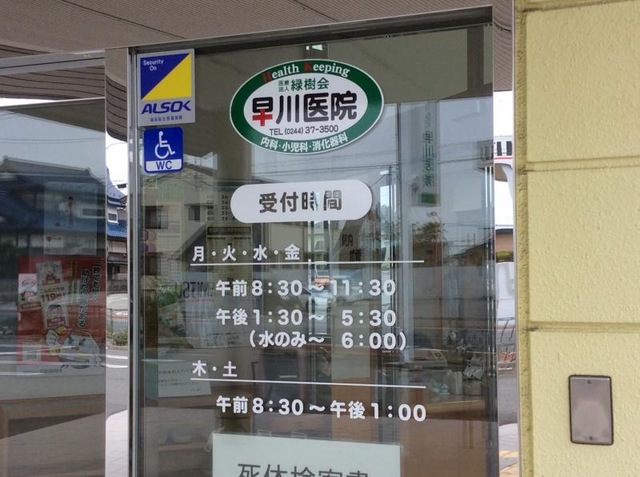 Security
On
ALSOK
WC
Health Keeping
医療法人 緑樹会
早川医院
TEL(0244)37-3500
内科・小児科・消化器科
受付時間
月・火・水・金
午前8:30～11:30
午後1:30～ 5:30
(水のみ～ 6:00)
木・土
午前8:30～午後1:00